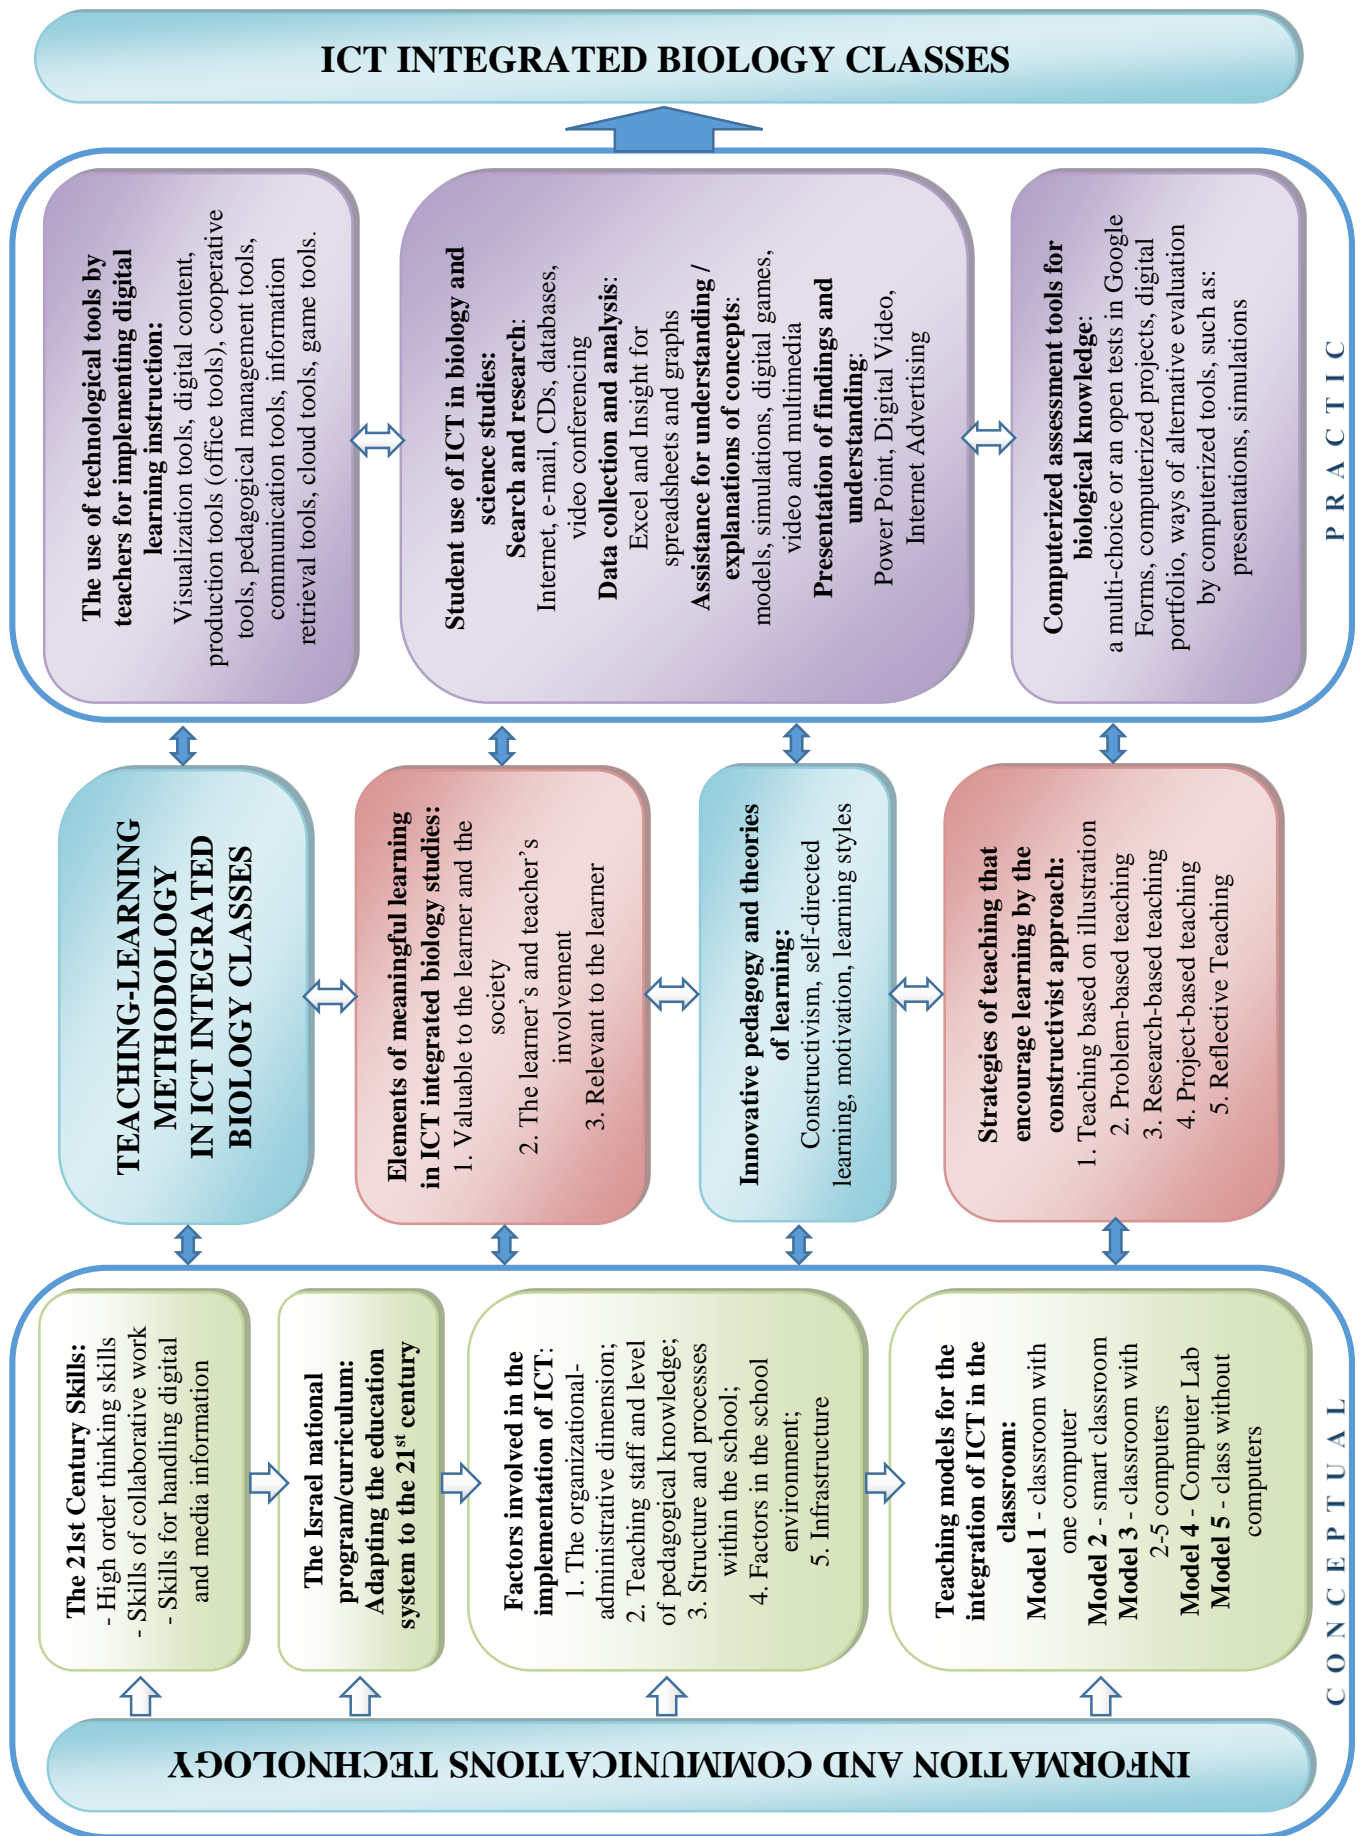 INFORMATION AND COMMUNICATIONS TECHNOLOGY
The 21st Century Skills:
- High order thinking skills
- Skills of collaborative work
- Skills for handling digital
and media information
The Israel national
program/curriculum:
Adapting the education
system to the 21st century
Factors involved in the
implementation of ICT:
1. The organizational-
administrative dimension;
2. Teaching staff and level
of pedagogical knowledge;
3. Structure and processes
within the school;
4. Factors in the school
environment;
5. Infrastructure
Teaching models for the
integration of ICT in the
classroom:
Model 1 - classroom with
one computer
Model 2 - smart classroom
Model 3 - classroom with
2-5 computers
Model 4 - Computer Lab
Model 5 - class without
computers
CONCEPTUAL
TEACHING-LEARNING
METHODOLOGY
IN ICT INTEGRATED
BIOLOGY CLASSES
Elements of meaningful learning
in ICT integrated biology studies:
1. Valuable to the learner and the
society
2. The learner’s and teacher’s
involvement
3. Relevant to the learner
Innovative pedagogy and theories
of learning:
Constructivism, self-directed
learning, motivation, learning styles
Strategies of teaching that
encourage learning by the
constructivist approach:
1. Teaching based on illustration
2. Problem-based teaching
3. Research-based teaching
4. Project-based teaching
5. Reflective Teaching
The use of technological tools by
teachers for implementing digital
learning instruction:
Visualization tools, digital content,
production tools (office tools), cooperative
tools, pedagogical management tools,
communication tools, information
retrieval tools, cloud tools, game tools.
Student use of ICT in biology and
science studies:
Search and research:
Internet, e-mail, CDs, databases,
video conferencing
Data collection and analysis:
Excel and Insight for
spreadsheets and graphs
Assistance for understanding /
explanations of concepts:
models, simulations, digital games,
video and multimedia
Presentation of findings and
understanding:
Power Point, Digital Video,
Internet Advertising
Computerized assessment tools for
biological knowledge:
a multi-choice or an open tests in Google
Forms, computerized projects, digital
portfolio, ways of alternative evaluation
by computerized tools, such as:
presentations, simulations
PRACTIC
ICT INTEGRATED BIOLOGY CLASSES